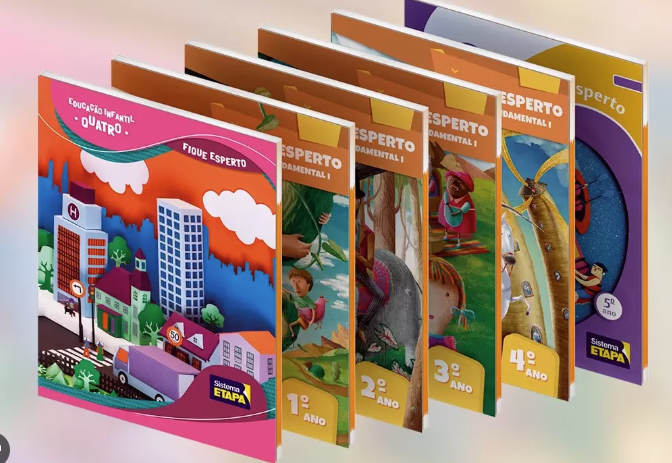 EDUCAÇÃO INFANTIL
- QUATRO -
FIQUE ESPERTO
H
50
Sistema
ETAPA
ESPERTO
DAMENTAL I
1º
ANO
ESPERTO
DAMENTAL I
2º
ANO
ESPERTO
DAMENTAL I
3º
ANO
ESPERTO
DAMENTAL I
4º
ANO
sperto
5º
ano
Sistema
ETAPA